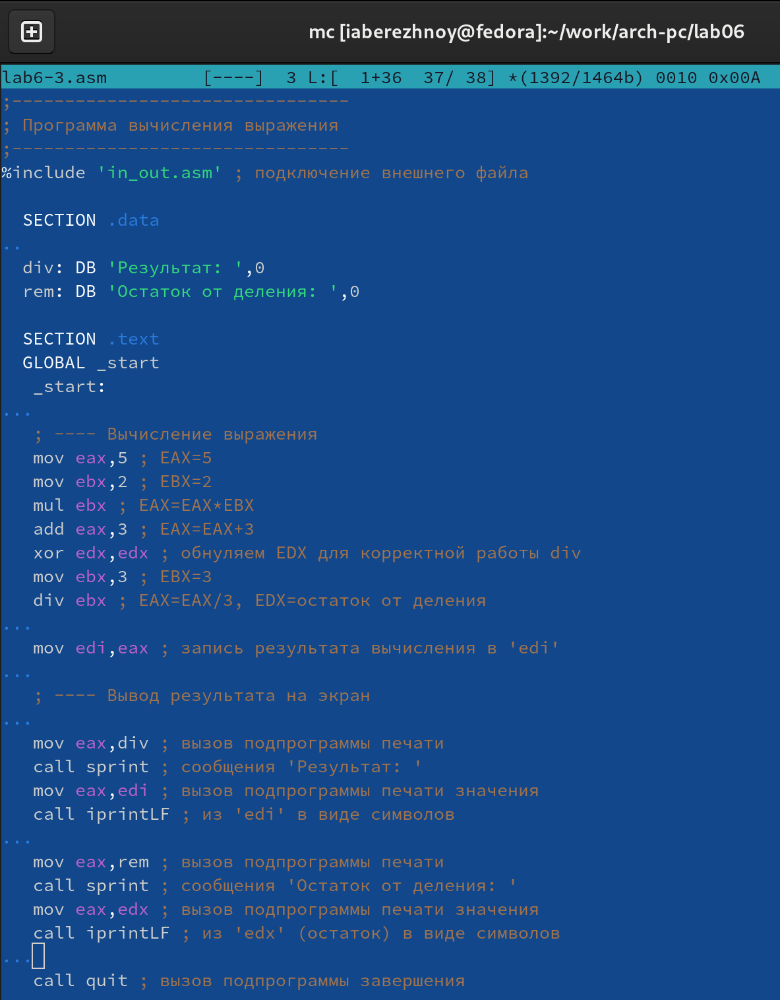 mc [iaberezhnoy@fedora]:~/work/arch-pc/lab06
lab6-3.asm [----] 3 L:[ 1+36 37/ 38] *(1392/1464b) 0010 0x00A
;--------------------------------
; Программа вычисления выражения
;--------------------------------
%include 'in_out.asm' ; подключение внешнего файла
SECTION .data
..
div: DB 'Результат: ',0
rem: DB 'Остаток от деления: ',0
SECTION .text
GLOBAL _start
_start:
...
; ---- Вычисление выражения
mov eax,5 ; EAX=5
mov ebx,2 ; EBX=2
mul ebx ; EAX=EAX*EBX
add eax,3 ; EAX=EAX+3
xor edx,edx ; обнуляем EDX для корректной работы div
mov ebx,3 ; EBX=3
div ebx ; EAX=EAX/3, EDX=остаток от деления
...
mov edi,eax ; запись результата вычисления в 'edi'
...
; ---- Вывод результата на экран
...
mov eax,div ; вызов подпрограммы печати
call sprint ; сообщения 'Результат: '
mov eax,edi ; вызов подпрограммы печати значения
call iprintLF ; из 'edi' в виде символов
...
mov eax,rem ; вызов подпрограммы печати
call sprint ; сообщения 'Остаток от деления: '
mov eax,edx ; вызов подпрограммы печати значения
call iprintLF ; из 'edx' (остаток) в виде символов
...
call quit ; вызов подпрограммы завершения